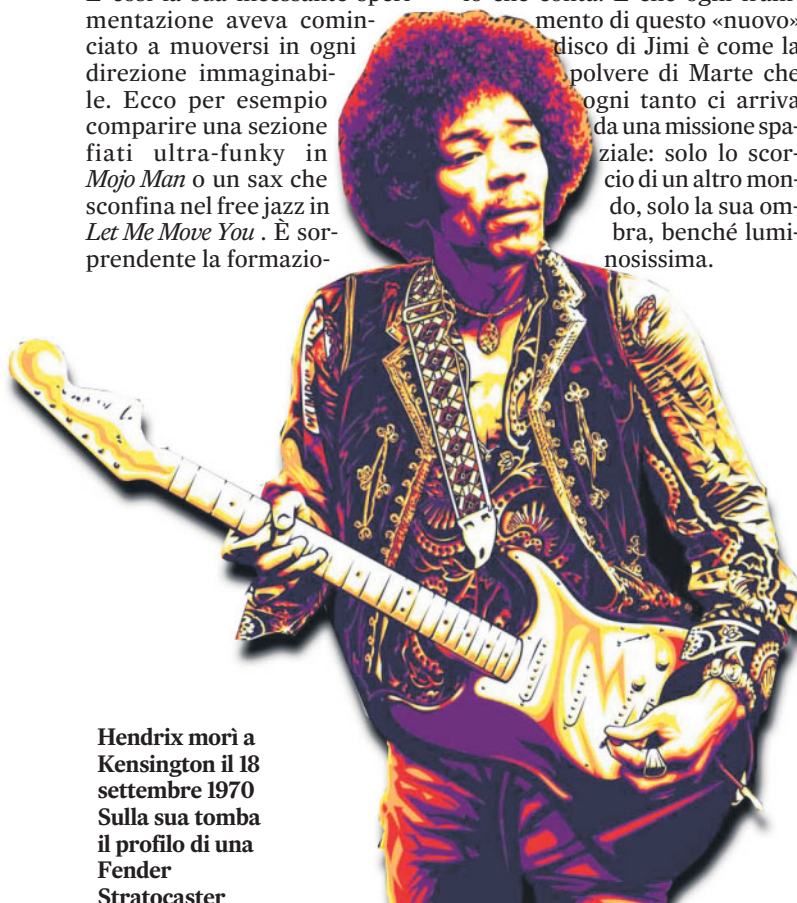 mentazione aveva comin-
ciato a muoversi in ogni
direzione immaginabi-
le. Ecco per esempio
comparire una sezione
fiati ultra-funky in
Mojo Man o un sax che
sconfina nel free jazz in
Let Me Move You . È sor-
prendente la formazio-
mento di questo «nuovo»
disco di Jimi è come la
polvere di Marte che
ogni tanto ci arriva
da una missione spa-
ziale: solo lo scor-
cio di un altro mon-
do, solo la sua om-
bra, benché lumi-
nosissima.
Hendrix morì a
Kensington il 18
settembre 1970
Sulla sua tomba
il profilo di una
Fender
Stratocaster